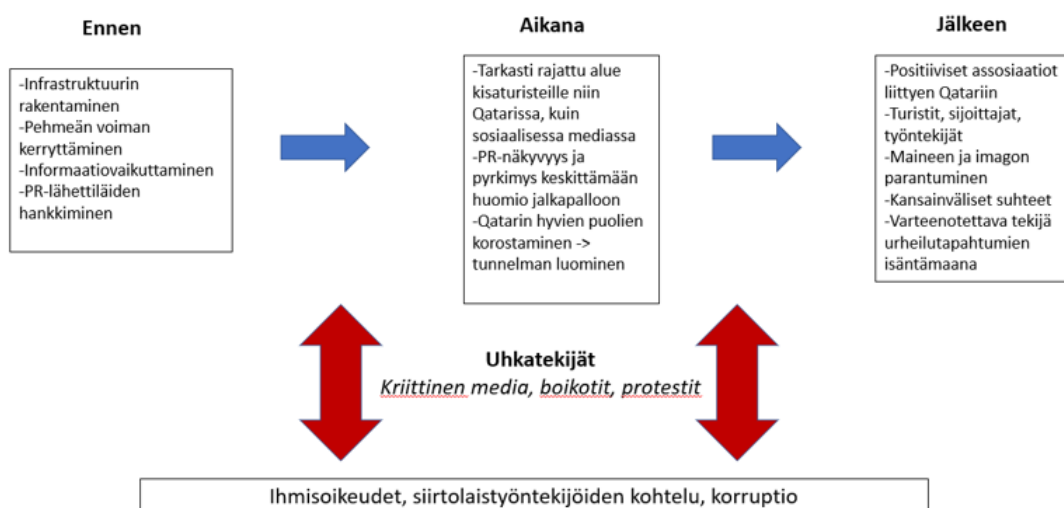 Ennen
-Infrastruktuurin
rakentaminen
-Pehmeän voiman
kerryttäminen
-Informaatiovaikuttaminen
-PR-lähettiläiden
hankkiminen
Aikana
-Tarkasti rajattu alue
kisaturisteille niin
Qatarissa, kuin
sosiaalisessa mediassa
-PR-näkyvyys ja
pyrkimys keskittämään
huomio jalkapalloon
-Qatarin hyvien puolien
korostaminen ->
tunnelman luominen
Jälkeen
-Positiiviset assosiaatiot
liittyen Qatariin
-Turistit, sijoittajat,
työntekijät
-Maineen ja imagon
parantuminen
-Kansainväliset suhteet
-Varteenotettava tekijä
urheilutapahtumien
isäntämaana
Uhkatekijät
Kriittinen media, boikotit, protestit
Ihmisoikeudet, siirtolaistyöntekijöiden kohtelu, korruptio